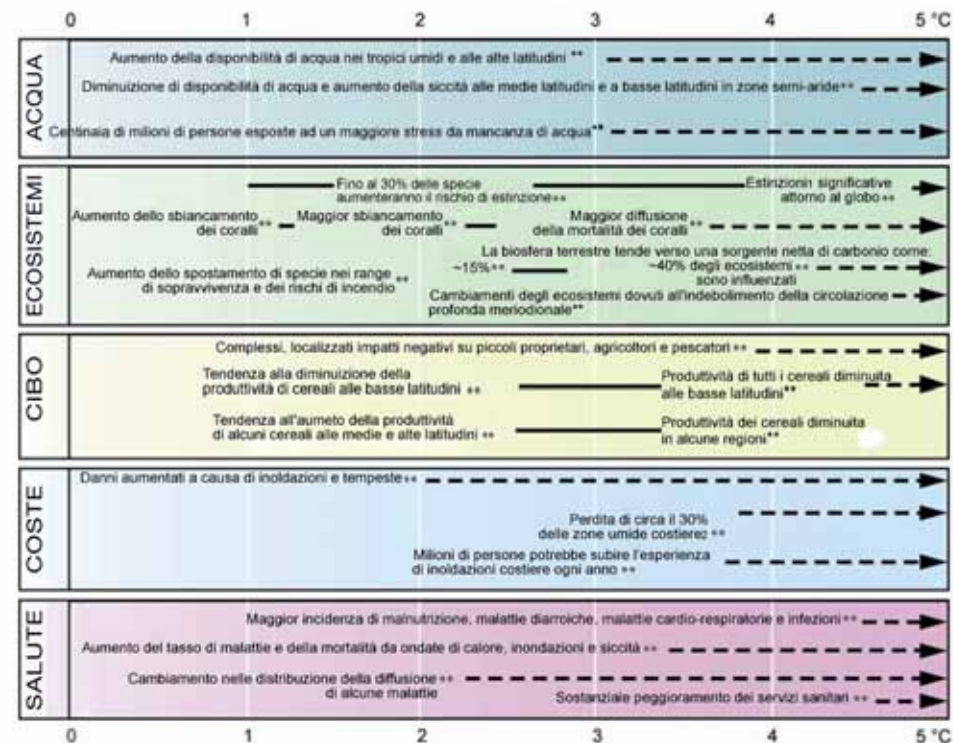 0 1 2 3 4 5 °C
ACQUA
Aumento della disponibilità di acqua nei tropici umidi e alle alte latitudini **
Diminuizione di disponibilità di acqua e aumento della siccità alle medie latitudini e a basse latitudini in zone semi-aride **
Centinaia di milioni di persone esposte ad un maggiore stress da mancanza di acqua **
ECOSISTEMI
Fino al 30% delle specie
aumenteranno il rischio di estinzione **
Estinzionin significative
attorno al globo **
Aumento dello sbiancamento
dei coralli **
Maggior sbiancamento
dei coralli **
Maggior diffusione
della mortalità dei coralli **
La biosfera terrestre tende verso una sorgente netta di carbonio come:
~15% **
~40% degli ecosistemi **
sono influenzati
Aumento dello spostamento di specie nei range
di sopravvivenza e dei rischi di incendio **
Cambiamenti degli ecosistemi dovuti all'indebolimento della circolazione
profonda meriodionale **
CIBO
Complessi, localizzati impatti negativi su piccoli proprietari, agricoltori e pescatori **
Tendenza alla diminuzione della
produttività di cereali alle basse latitudini **
Produttività di tutti i cereali diminuita
alle basse latitudini **
Tendenza all'aumeto della produttività
di alcuni cereali alle medie e alte latitudini **
Produttività dei cereali diminuita
in alcune regioni **
COSTE
Danni aumentati a causa di inoldazioni e tempeste **
Perdita di circa il 30%
delle zone umide costierez **
Milioni di persone potrebbe subire l'esperienza
di inoldazioni costiere ogni anno **
SALUTE
Maggior incidenza di malnutrizione, malattie diarroiche, malattie cardio-respiratorie e infezioni **
Aumento del tasso di malattie e della mortalità da ondate di calore, inondazioni e siccità **
Cambiamento nelle distribuzione della diffusione **
di alcune malattie
Sostanziale peggioramento dei servizi sanitari **
0 1 2 3 4 5 °C